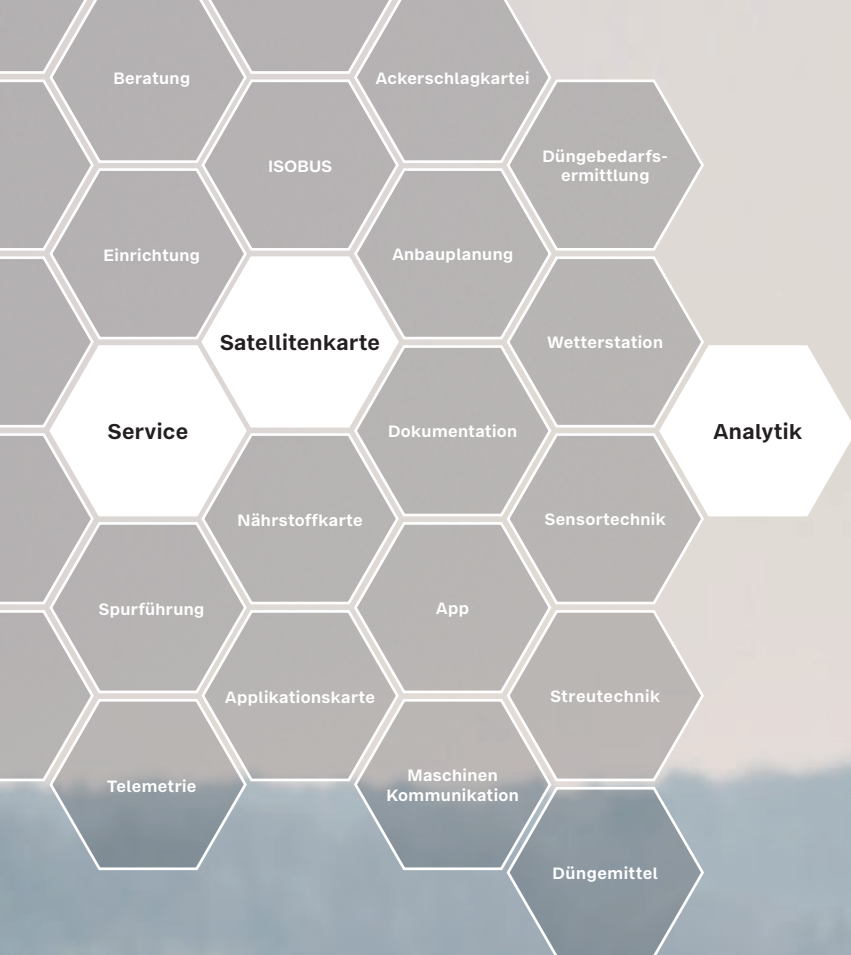 Beratung
Ackerschlagkartei
Düngebedarfs-
ermittlung
ISOBUS
Einrichtung
Anbauplanung
Satellitenkarte
Wetterstation
Service
Dokumentation
Analytik
Nährstoffkarte
Sensortechnik
Spurführung
App
Applikationskarte
Streutechnik
Telemetrie
Maschinen
Kommunikation
Düngemittel